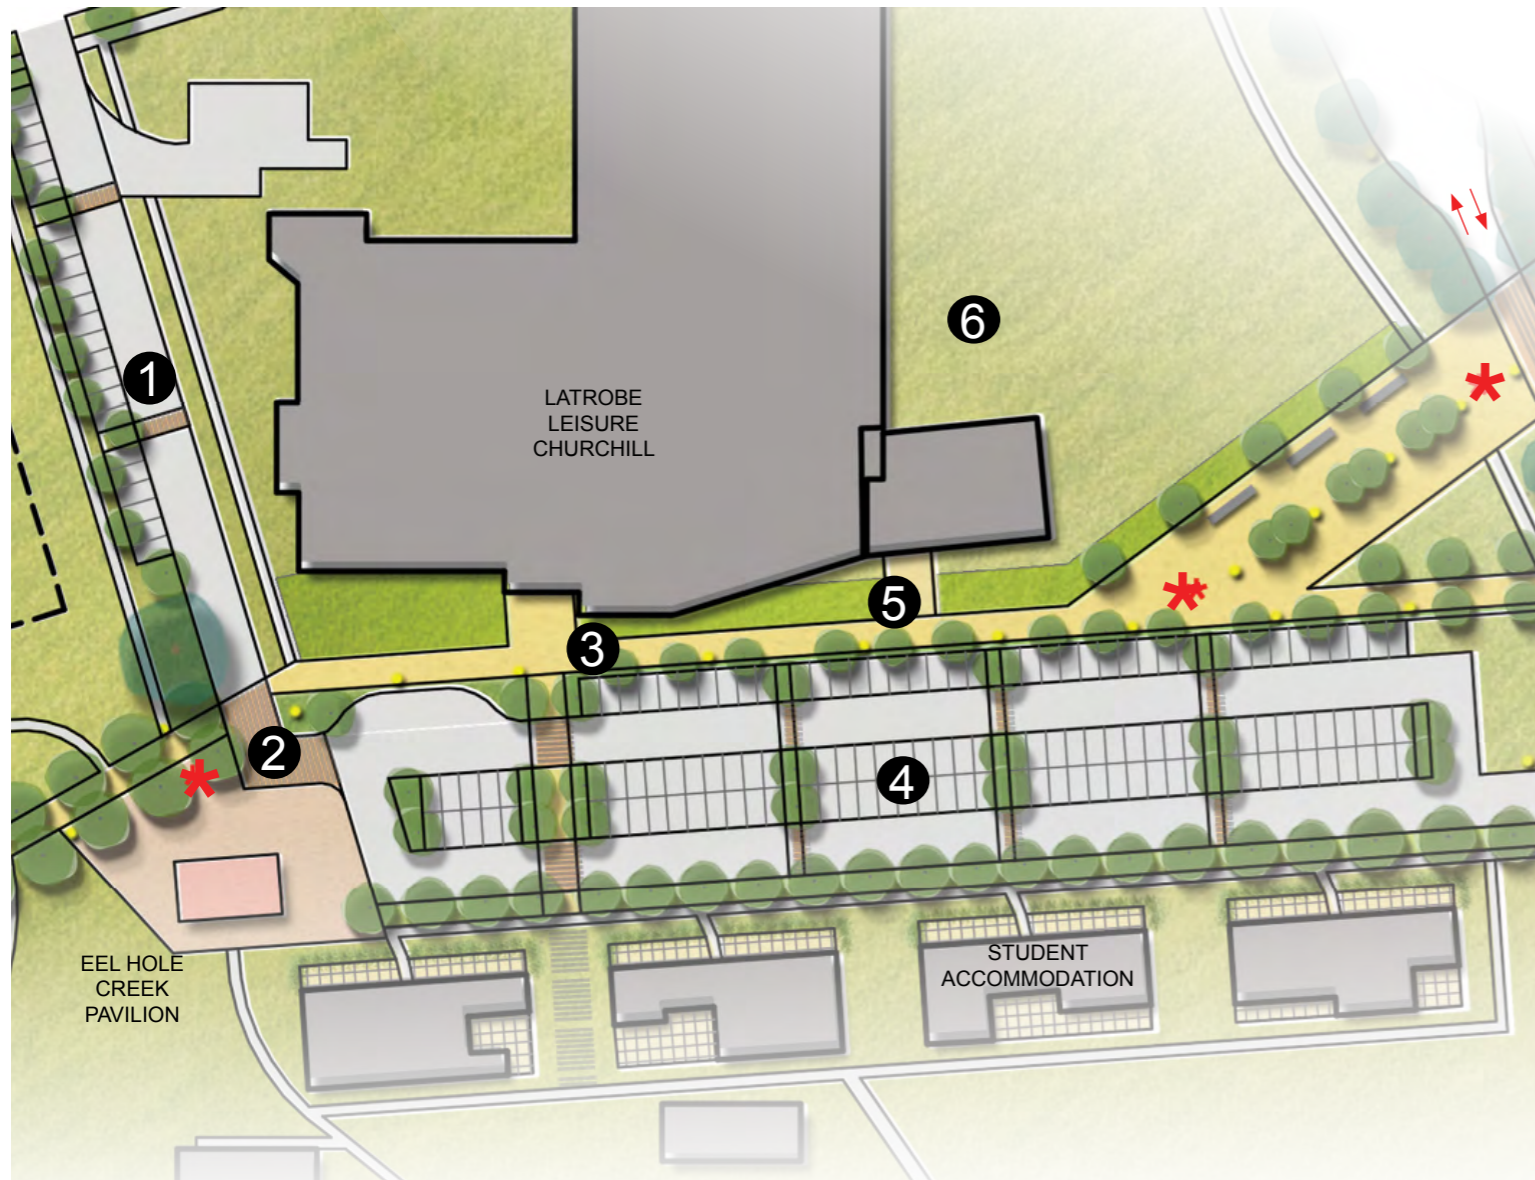 6
1
LATROBE
LEISURE
CHURCHILL
5
3
2
4
EEL HOLE
CREEK
PAVILION
STUDENT
ACCOMMODATION